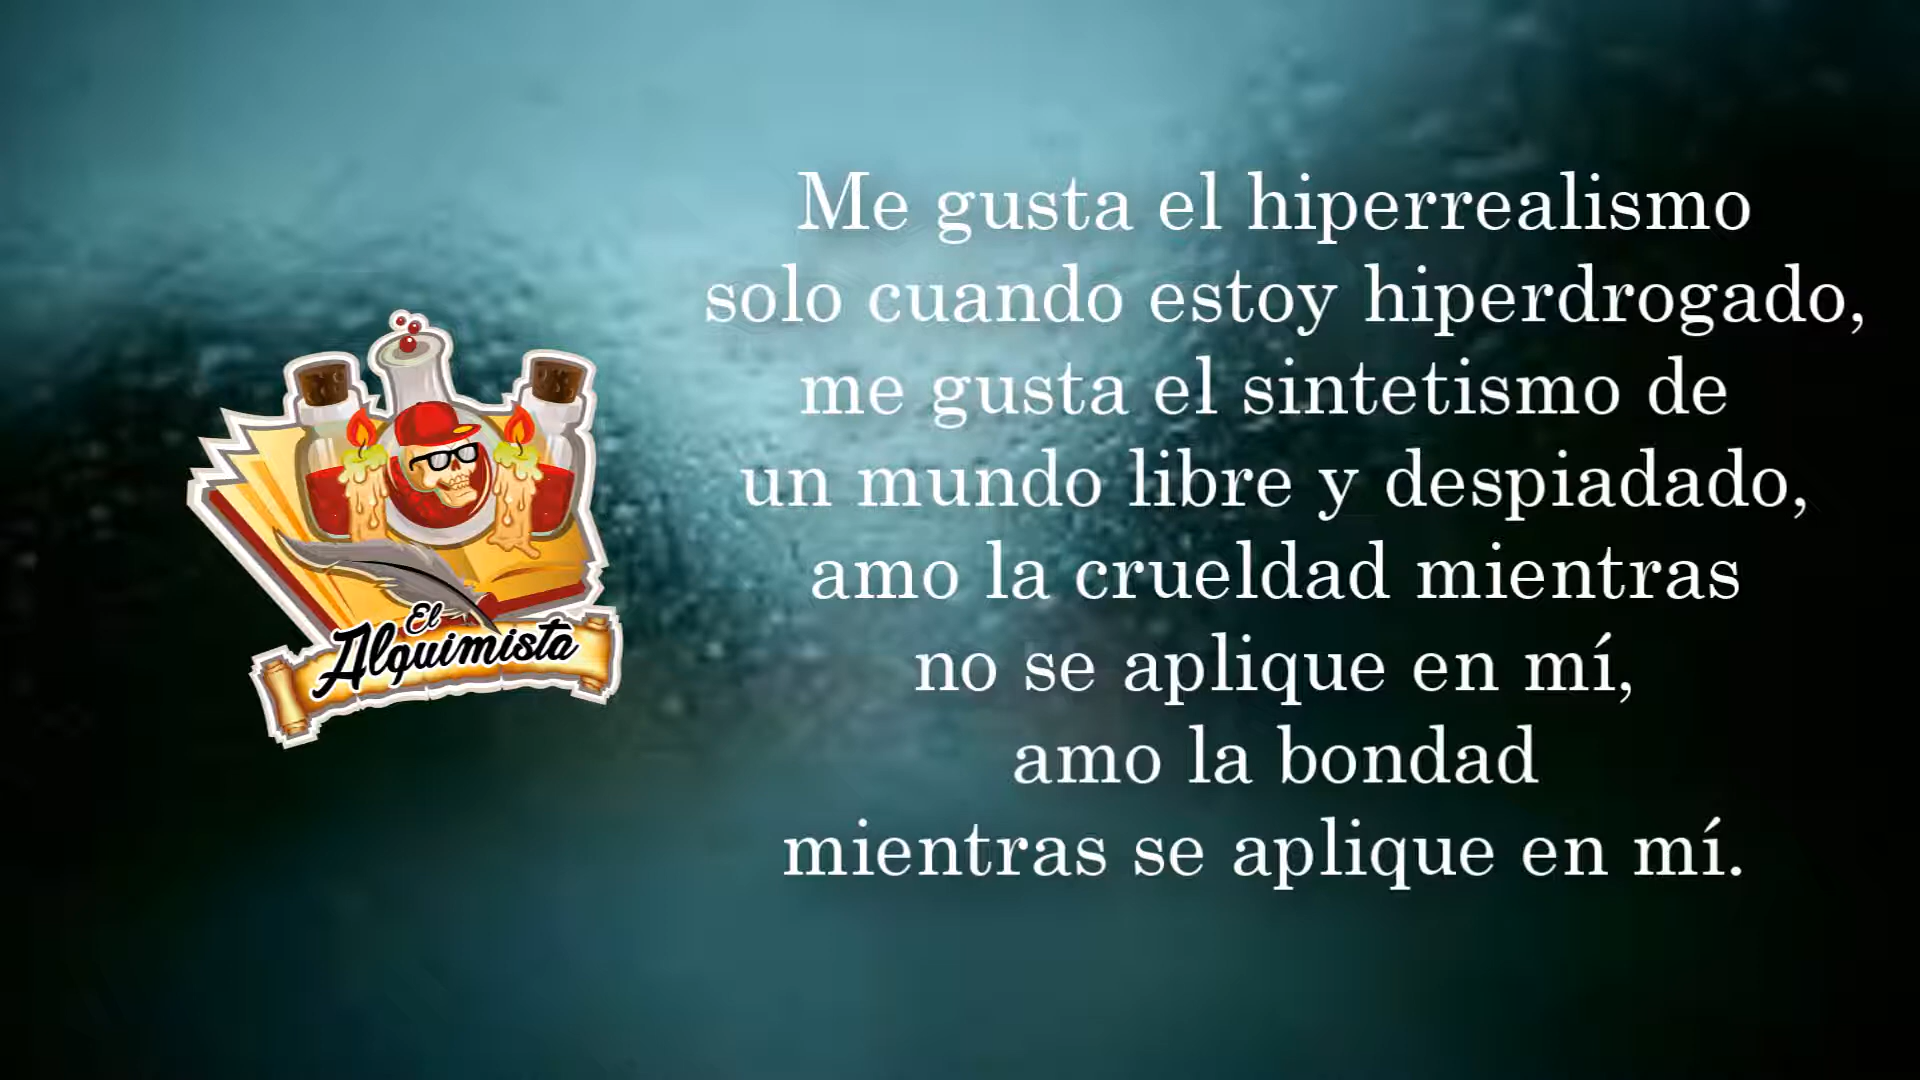 El
Alquimista
Me gusta el hiperrealismo
solo cuando estoy hiperdrogado,
me gusta el sintetismo de
un mundo libre y despiadado,
amo la crueldad mientras
no se aplique en mí,
amo la bondad
mientras se aplique en mí.